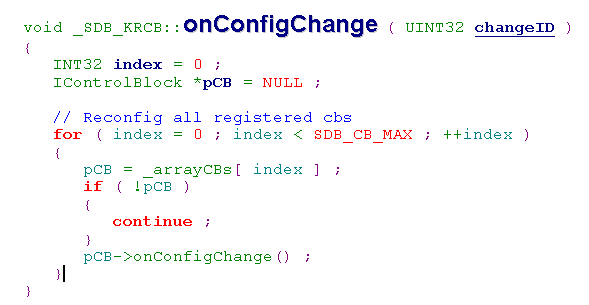 void _SDB_KRCB::onConfigChange ( UINT32 changeID )
{
INT32 index = 0 ;
IControlBlock *pCB = NULL ;
// Reconfig all registered cbs
for ( index = 0 ; index < SDB_CB_MAX ; ++index )
{
pCB = _arrayCBs[ index ] ;
if ( !pCB )
{
continue ;
}
pCB->onConfigChange() ;
}
}